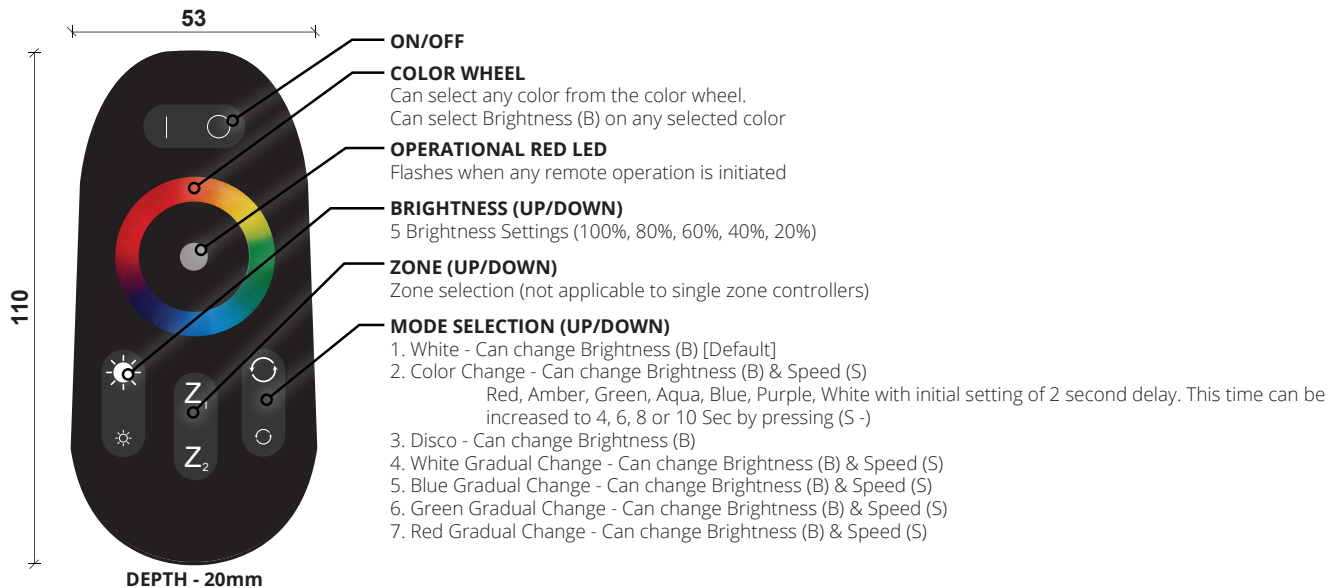 53
110
Z1
Z2
DEPTH - 20mm
ON/OFF
COLOR WHEEL
Can select any color from the color wheel.
Can select Brightness (B) on any selected color
OPERATIONAL RED LED
Flashes when any remote operation is initiated
BRIGHTNESS (UP/DOWN)
5 Brightness Settings (100%, 80%, 60%, 40%, 20%)
ZONE (UP/DOWN)
Zone selection (not applicable to single zone controllers)
MODE SELECTION (UP/DOWN)
1. White - Can change Brightness (B) [Default]
2. Color Change - Can change Brightness (B) & Speed (S)
Red, Amber, Green, Aqua, Blue, Purple, White with initial setting of 2 second delay. This time can be
increased to 4, 6, 8 or 10 Sec by pressing (S -)
3. Disco - Can change Brightness (B)
4. White Gradual Change - Can change Brightness (B) & Speed (S)
5. Blue Gradual Change - Can change Brightness (B) & Speed (S)
6. Green Gradual Change - Can change Brightness (B) & Speed (S)
7. Red Gradual Change - Can change Brightness (B) & Speed (S)